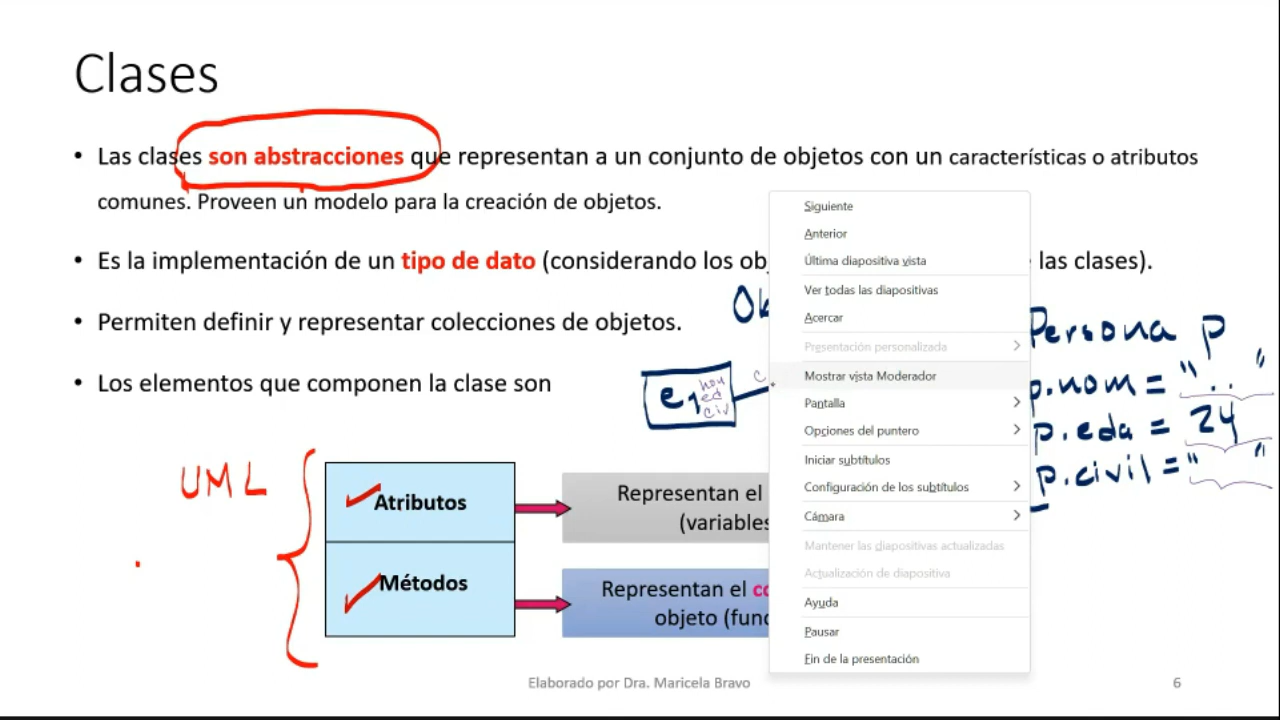 Clases
• Las clases son abstracciones que representan a un conjunto de objetos con un características o atributos
comunes. Proveen un modelo para la creación de objetos.
• Es la implementación de un tipo de dato (considerando los ob las clases).
• Permiten definir y representar colecciones de objetos.
• Los elementos que componen la clase son
Persona p
p.nom = ".. "
p.eda = 24
p.civil = " "
e1
nom
ed
civ
UML
Atributos
Representan el
(variables
Métodos
Representan el
objeto (func
Siguiente
Anterior
Última diapositiva vista
Ver todas las diapositivas
Acercar
Presentación personalizada
Mostrar vista Moderador
Pantalla
Opciones del puntero
Iniciar subtítulos
Configuración de los subtítulos
Cámara
Mantener las diapositivas actualizadas
Actualización de diapositiva
Ayuda
Pausar
Fin de la presentación
Elaborado por Dra. Maricela Bravo
6